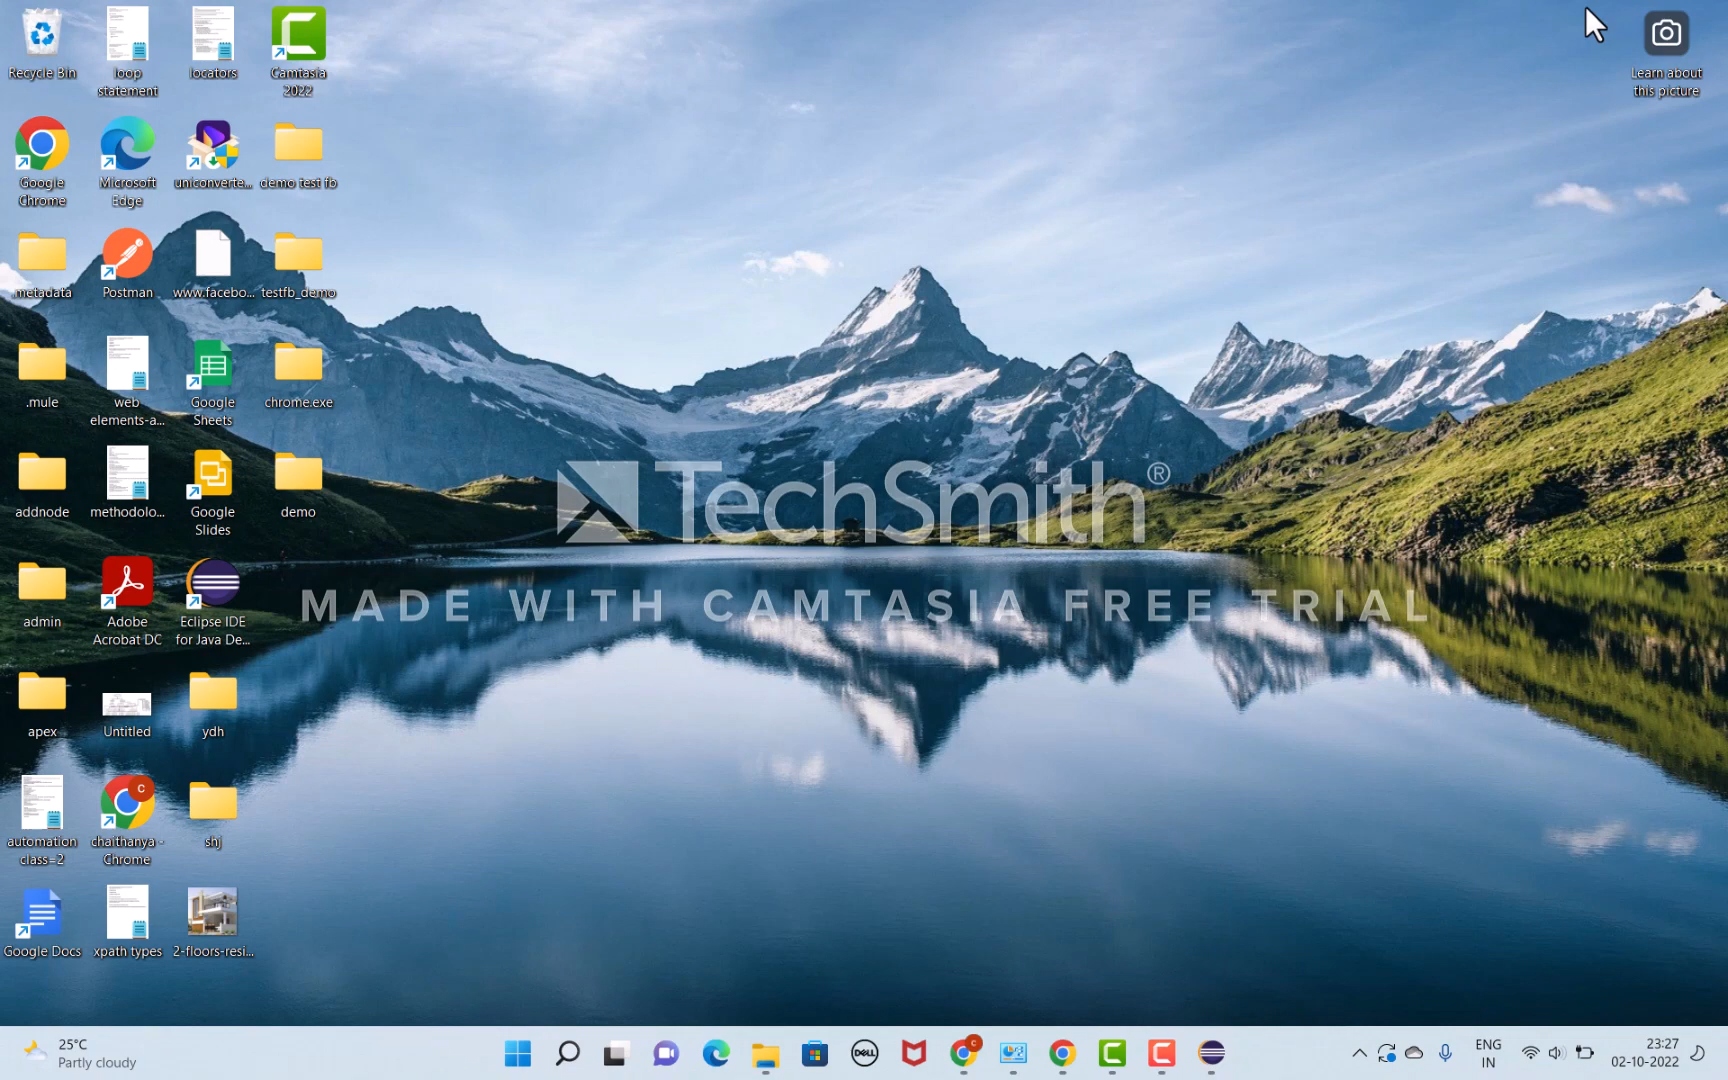 Recycle Bin
loop statement
locators
Camtasia 2022
Learn about this picture
Google Chrome
Microsoft Edge
uniconverte...
demo test fb
.metadata
Postman
www.facebo...
testfb_demo
.mule
web elements-a...
Google Sheets
chrome.exe
addnode
methodolo...
Google Slides
demo
TechSmith®
MADE WITH CAMTASIA FREE TRIAL
admin
Adobe Acrobat DC
Eclipse IDE for Java De...
apex
Untitled
ydh
automation class=2
chaithanya - Chrome
shj
Google Docs
xpath types
2-floors-resi...
25°C
Partly cloudy
DELL
ENG
IN
23:27
02-10-2022